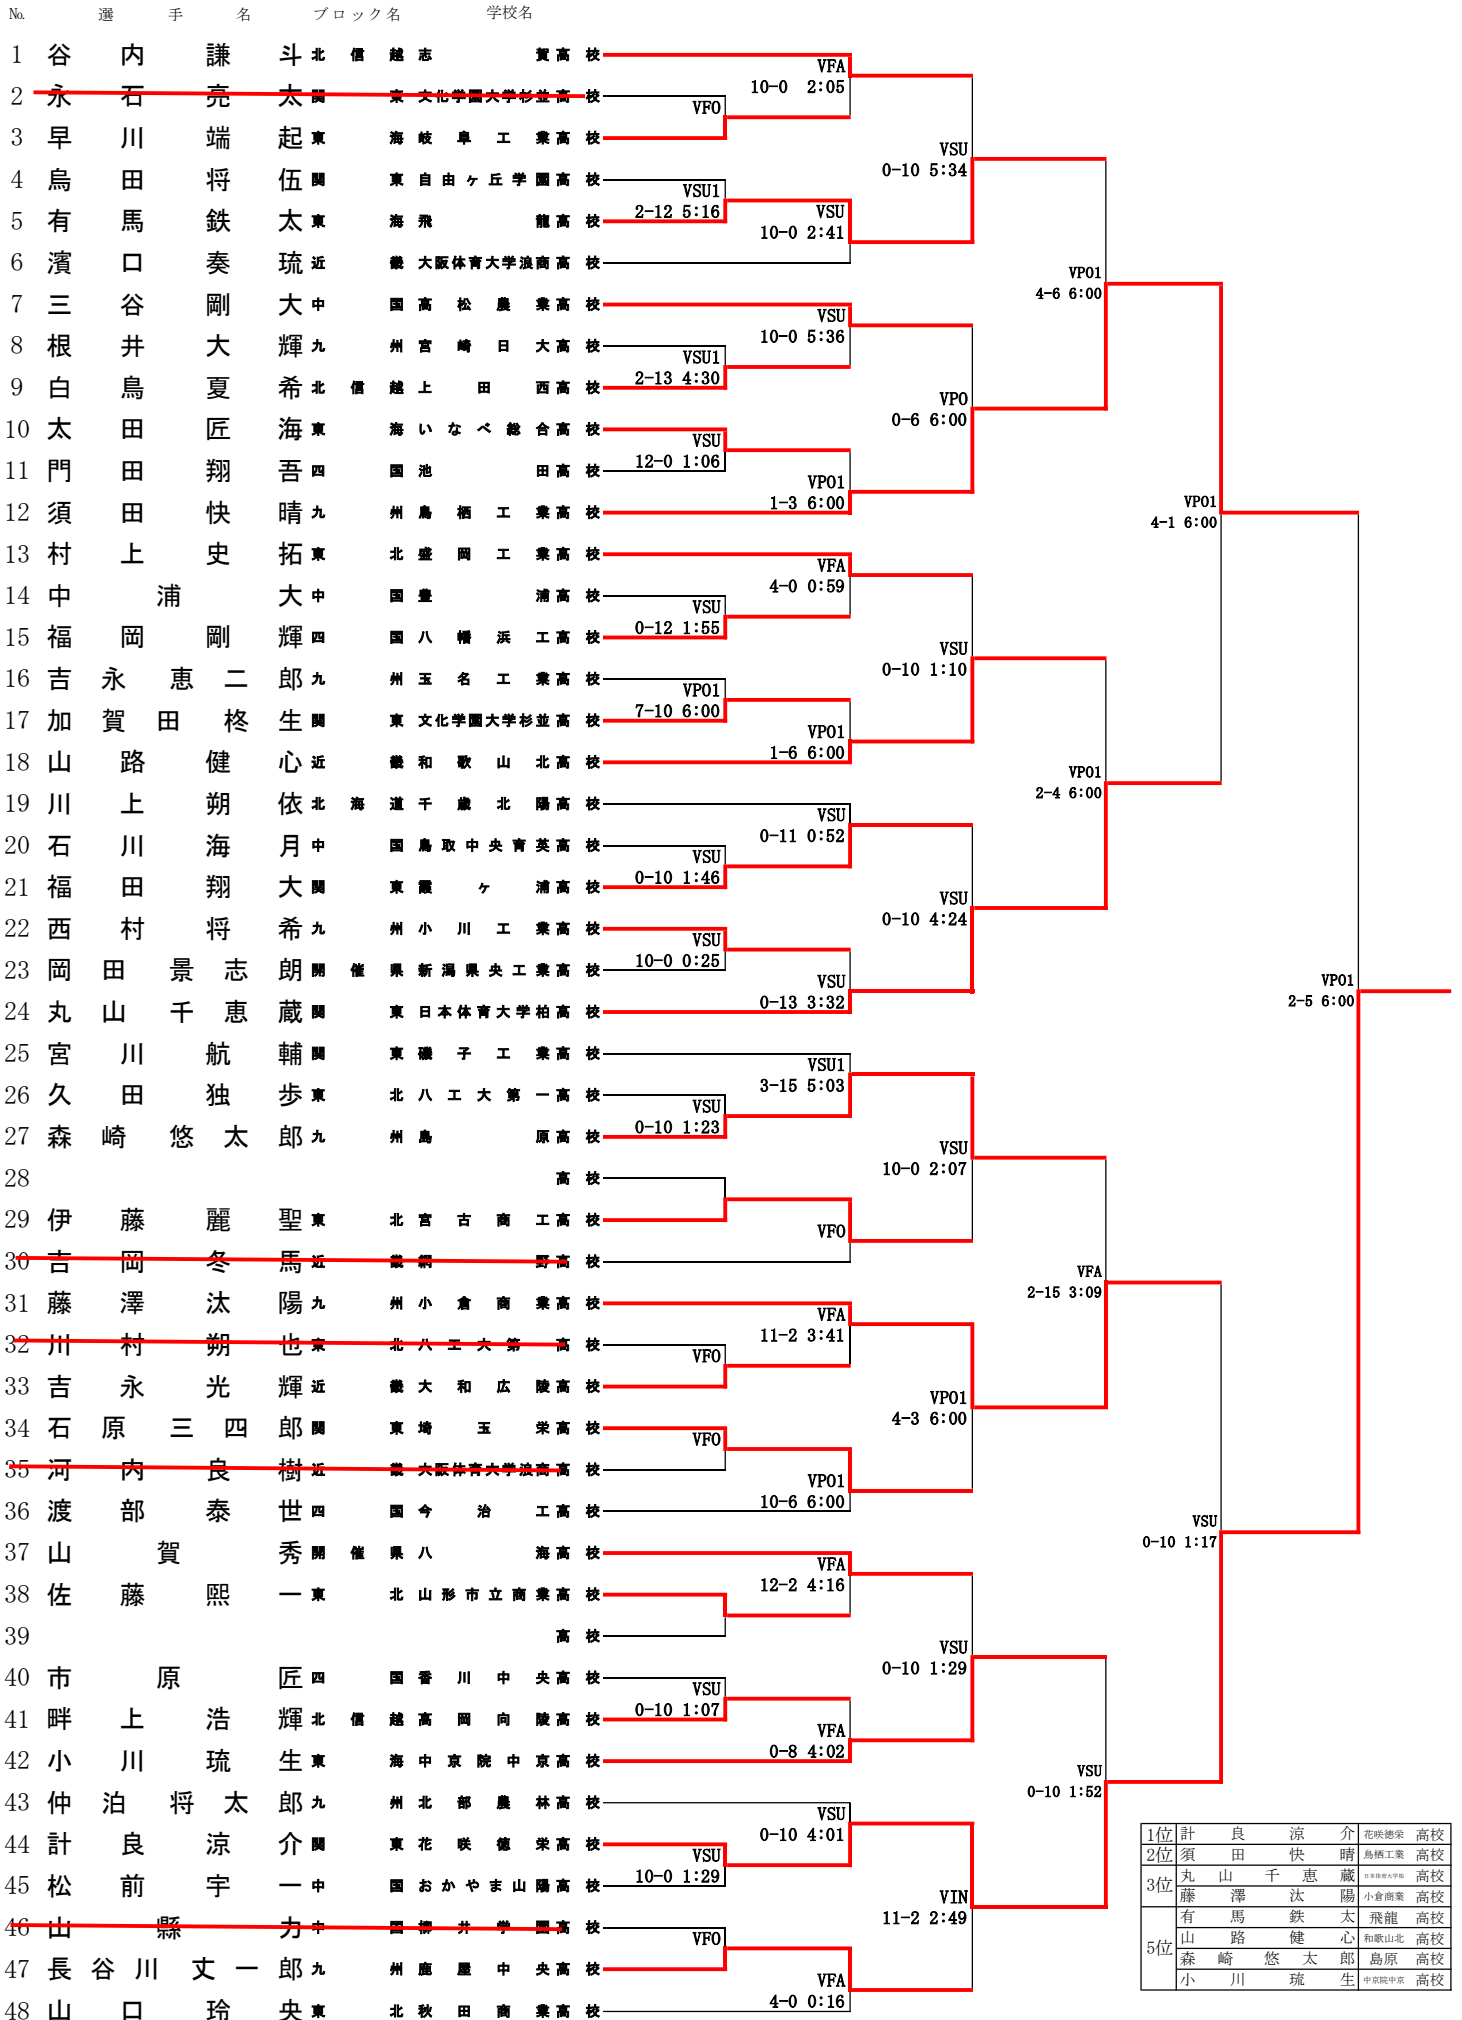 № 選手名 ブロック名 学校名
1 谷内謙斗 北信越 志賀高校
VFA
10-0 2:05
2 永石亮太 関東 文化学園大学杉並高校
VFO
3 早川端起 東海 岐阜工業高校
VSU
0-10 5:34
4 鳥田将伍 関東 自由ヶ丘学園高校
VSU1
2-12 5:16
5 有馬鉄太 東海 飛龍高校
VSU
10-0 2:41
6 濱口奏琉 近畿 大阪体育大学浪商高校
VPO1
4-6 6:00
7 三谷剛大 中国 高松農業高校
VSU
10-0 5:36
8 根井大輝 九州 宮崎日大高校
VSU1
2-13 4:30
9 白鳥夏希 北信越 上田西高校
VPO
0-6 6:00
10 太田匠海 東海 いなべ総合高校
VSU
12-0 1:06
11 門田翔吾 四国 池田高校
VPO1
1-3 6:00
12 須田快晴 九州 鳥栖工業高校
VPO1
4-1 6:00
13 村上史拓 東北 盛岡工業高校
VFA
4-0 0:59
14 中浦大 中国 豊浦高校
VSU
0-12 1:55
15 福岡剛輝 四国 八幡浜工高校
VSU
0-10 1:10
16 吉永恵二郎 九州 玉名工業高校
VPO1
7-10 6:00
17 加賀田柊生 関東 文化学園大学杉並高校
VPO1
1-6 6:00
18 山路健心 近畿 和歌山北高校
VPO1
2-4 6:00
19 川上朔依 北海道 千歳北陽高校
VSU
0-11 0:52
20 石川海月 中国 鳥取中央育英高校
VSU
0-10 1:46
21 福田翔大 関東 霞ヶ浦高校
VSU
0-10 4:24
22 西村将希 九州 小川工業高校
VSU
10-0 0:25
23 岡田景志朗 開催県 新潟県央工業高校
VSU
0-13 3:32
24 丸山千恵蔵 関東 日本体育大学柏高校
VPO1
2-5 6:00
25 宮川航輔 関東 磯子工業高校
VSU1
3-15 5:03
26 久田独歩 東北 八工大第一高校
VSU
0-10 1:23
27 森崎悠太郎 九州 島原高校
VSU
10-0 2:07
28 高校
29 伊藤麗聖 東北 宮古商工高校
VFO
30 吉岡冬馬 近畿 網野高校
VFA
2-15 3:09
31 藤澤汰陽 九州 小倉商業高校
VFA
11-2 3:41
32 川村朔也 東北 八工大第一高校
VFO
33 吉永光輝 近畿 大和広陵高校
VPO1
4-3 6:00
34 石原三四郎 関東 埼玉栄高校
VFO
35 河内良樹 近畿 大阪体育大学浪商高校
VPO1
10-6 6:00
36 渡部泰世 四国 今治工高校
VSU
0-10 1:17
37 山賀秀 開催県 八海高校
VFA
12-2 4:16
38 佐藤熙一 東北 山形市立商業高校
39 高校
VSU
0-10 1:29
40 市原匠 四国 香川中央高校
VSU
0-10 1:07
41 畔上浩輝 北信越 高岡向陵高校
VFA
0-8 4:02
42 小川琉生 東海 中京院中京高校
VSU
0-10 1:52
43 仲泊将太郎 九州 北部農林高校
VSU
0-10 4:01
44 計良涼介 関東 花咲徳栄高校
VSU
10-0 1:29
45 松前宇一 中国 おかやま山陽高校
VIN
11-2 2:49
46 山縣力 中国 柳井学園高校
VFO
47 長谷川丈一郎 九州 鹿屋中央高校
VFA
4-0 0:16
48 山口玲央 東北 秋田商業高校
1位 計良涼介 花咲徳栄 高校
2位 須田快晴 鳥栖工業 高校
3位 丸山千恵蔵 日本体育大学柏 高校
藤澤汰陽 小倉商業 高校
5位 有馬鉄太 飛龍 高校
山路健心 和歌山北 高校
森崎悠太郎 島原 高校
小川琉生 中京院中京 高校